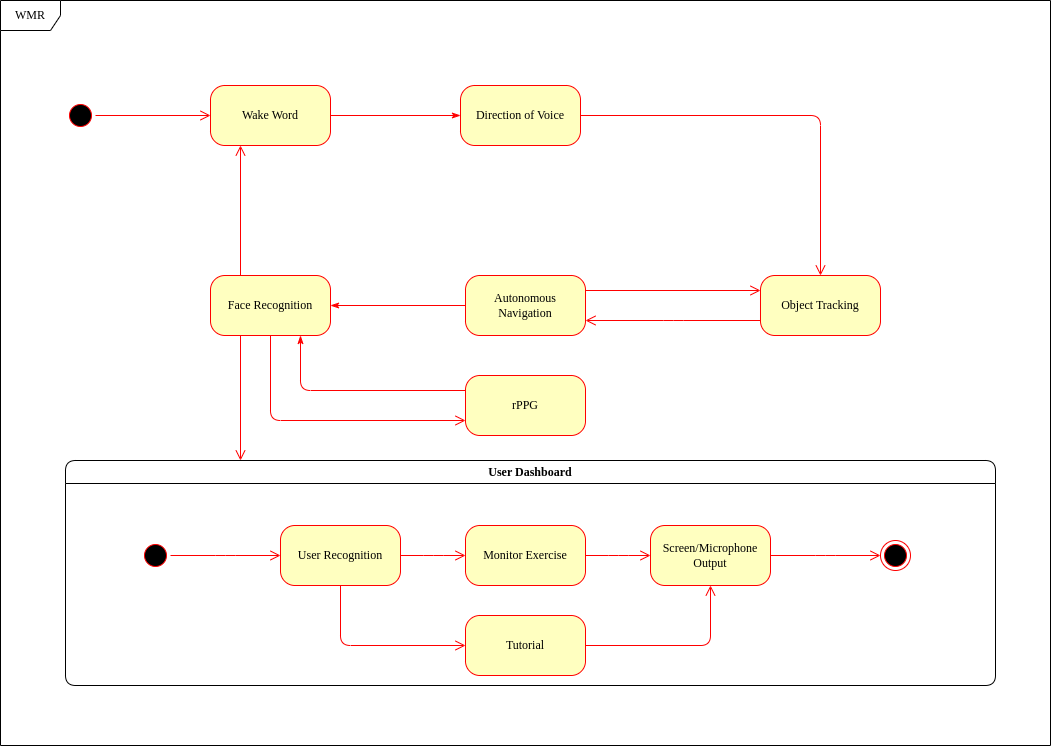 WMR
Wake Word
Direction of Voice
Face Recognition
Autonomous
Navigation
Object Tracking
rPPG
User Dashboard
User Recognition
Monitor Exercise
Screen/Microphone
Output
Tutorial